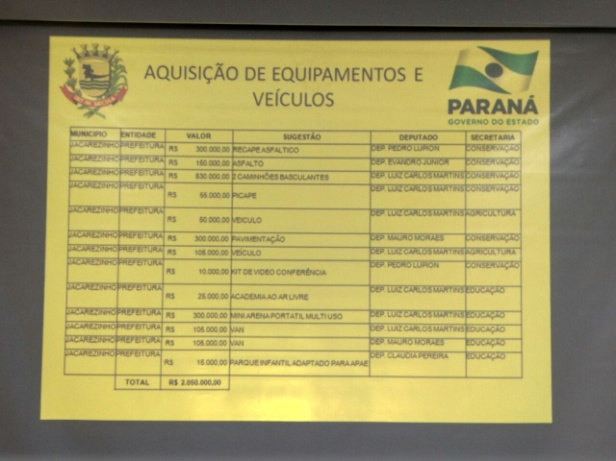 AQUISIÇÃO DE EQUIPAMENTOS E
VEÍCULOS
PARANÁ
GOVERNO DO ESTADO
MUNICIPIO ENTIDADE VALOR SUGESTÃO DEPUTADO SECRETARIA
JACAREZINHO PREFEITURA R$ 300.000,00 RECAPE ASFALTICO DEP. PEDRO LUPION CONSERVAÇÃO
JACAREZINHO PREFEITURA R$ 150.000,00 ASFALTO DEP. EVANDRO JUNIOR CONSERVAÇÃO
JACAREZINHO PREFEITURA R$ 630.000,00 2 CAMINHÕES BASCULANTES DEP. LUIZ CARLOS MARTINS CONSERVAÇÃO
JACAREZINHO PREFEITURA R$ 55.000,00 PICAPE DEP. LUIZ CARLOS MARTINS CONSERVAÇÃO
JACAREZINHO PREFEITURA R$ 50.000,00 VEICULO DEP. LUIZ CARLOS MARTINS AGRICULTURA
JACAREZINHO PREFEITURA R$ 300.000,00 PAVIMENTAÇÃO DEP. MAURO MORAES CONSERVAÇÃO
JACAREZINHO PREFEITURA R$ 105.000,00 VEÍCULO DEP. LUIZ CARLOS MARTINS AGRICULTURA
JACAREZINHO PREFEITURA R$ 10.000,00 KIT DE VIDEO CONFERÊNCIA DEP. PEDRO LUPION CONSERVAÇÃO
JACAREZINHO PREFEITURA R$ 25.000,00 ACADEMIA AO AR LIVRE DEP. LUIZ CARLOS MARTINS EDUCAÇÃO
JACAREZINHO PREFEITURA R$ 300.000,00 MINI ARENA PORTATIL MULTI USO DEP. LUIZ CARLOS MARTINS EDUCAÇÃO
JACAREZINHO PREFEITURA R$ 105.000,00 VAN DEP. LUIZ CARLOS MARTINS EDUCAÇÃO
JACAREZINHO PREFEITURA R$ 105.000,00 VAN DEP. MAURO MORAES EDUCAÇÃO
JACAREZINHO PREFEITURA R$ 15.000,00 PARQUE INFANTIL ADAPTADO PARA APAE DEP. CLAUDIA PEREIRA EDUCAÇÃO
TOTAL R$ 2.050.000,00